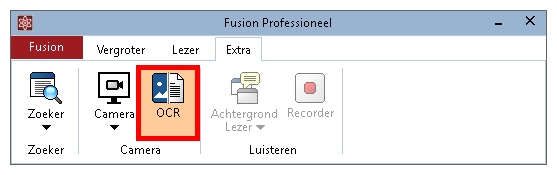 Fusion Professioneel
Fusion Vergroter Lezer Extra
Zoeker Camera OCR Achtergrond Lezer Recorder
Zoeker Camera Luisteren